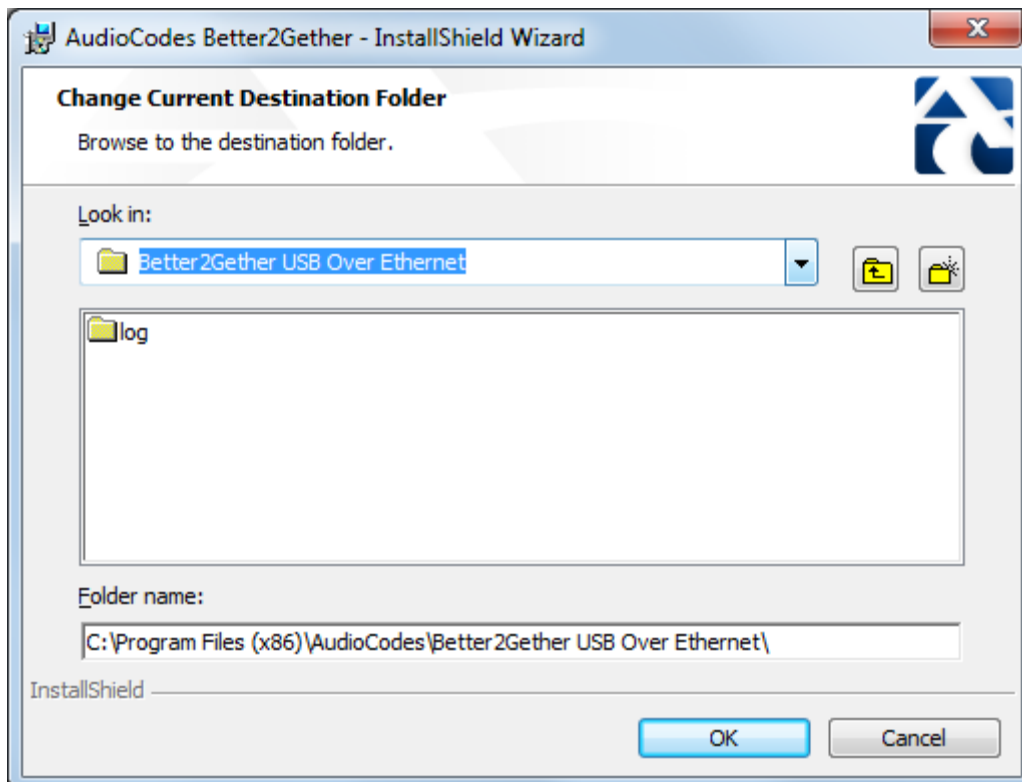 AudioCodes Better2Gether - InstallShield Wizard
Change Current Destination Folder
Browse to the destination folder.
Look in:
Better2Gether USB Over Ethernet
log
Folder name:
C:\Program Files (x86)\AudioCodes\Better2Gether USB Over Ethernet\
InstallShield
OK Cancel